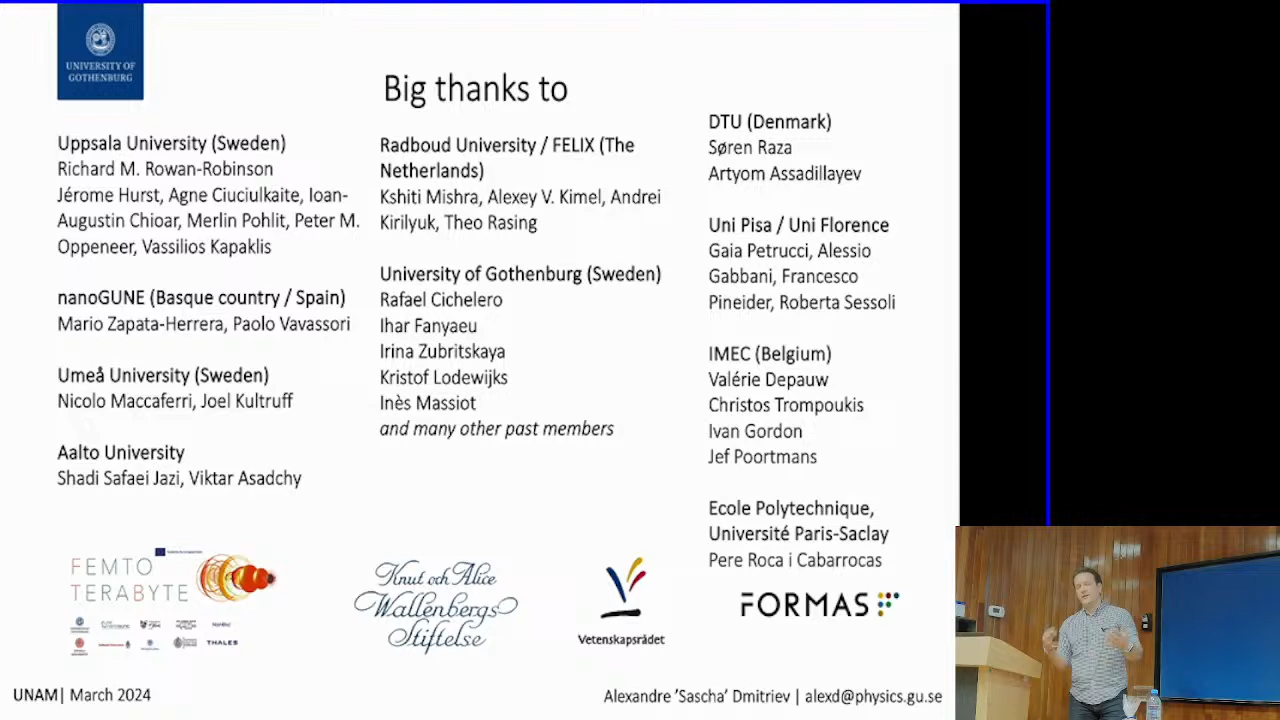 UNIVERSITY OF
GOTHENBURG
Big thanks to
Uppsala University (Sweden)
Richard M. Rowan-Robinson
Jérome Hurst, Agne Ciuciulkaite, Ioan-
Augustin Chioar, Merlin Pohlit, Peter M.
Oppeneer, Vassilios Kapaklis
nanoGUNE (Basque country / Spain)
Mario Zapata-Herrera, Paolo Vavassori
Umeå University (Sweden)
Nicolo Maccaferri, Joel Kultruff
Aalto University
Shadi Safaei Jazi, Viktar Asadchy
Radboud University / FELIX (The
Netherlands)
Kshiti Mishra, Alexey V. Kimel, Andrei
Kirilyuk, Theo Rasing
University of Gothenburg (Sweden)
Rafael Cichelero
Ihar Fanyaeu
Irina Zubritskaya
Kristof Lodewijks
Inès Massiot
and many other past members
DTU (Denmark)
Søren Raza
Artyom Assadillayev
Uni Pisa / Uni Florence
Gaia Petrucci, Alessio
Gabbani, Francesco
Pineider, Roberta Sessoli
IMEC (Belgium)
Valérie Depauw
Christos Trompoukis
Ivan Gordon
Jef Poortmans
Ecole Polytechnique,
Université Paris-Saclay
Pere Roca i Cabarrocas
FEMTO
TERABYTE
THALES
Knut och Alice
Wallenbergs
Stiftelse
Vetenskapsrådet
FORMAS
UNAM| March 2024
Alexandre ’Sascha’ Dmitriev | alexd@physics.gu.se